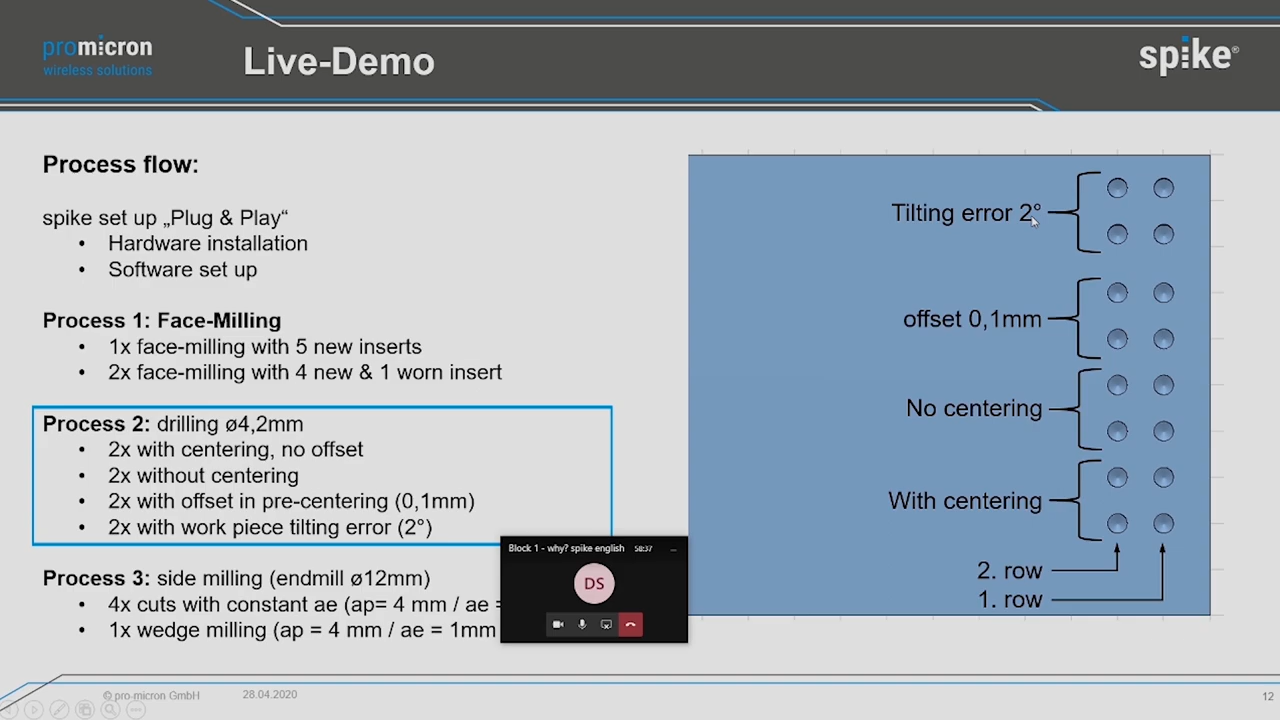 promicron
wireless solutions
Live-Demo
spike®
Process flow:
spike set up „Plug & Play“
• Hardware installation
• Software set up
Process 1: Face-Milling
• 1x face-milling with 5 new inserts
• 2x face-milling with 4 new & 1 worn insert
Process 2: drilling ø4,2mm
• 2x with centering, no offset
• 2x without centering
• 2x with offset in pre-centering (0,1mm)
• 2x with work piece tilting error (2°)
Process 3: side milling (endmill ø12mm)
• 4x cuts with constant ae (ap= 4 mm / ae =
• 1x wedge milling (ap = 4 mm / ae = 1mm
Tilting error 2°
offset 0,1mm
No centering
With centering
2. row
1. row
Block 1 - why? spike english 58:37
DS
© pro-micron GmbH 28.04.2020
12